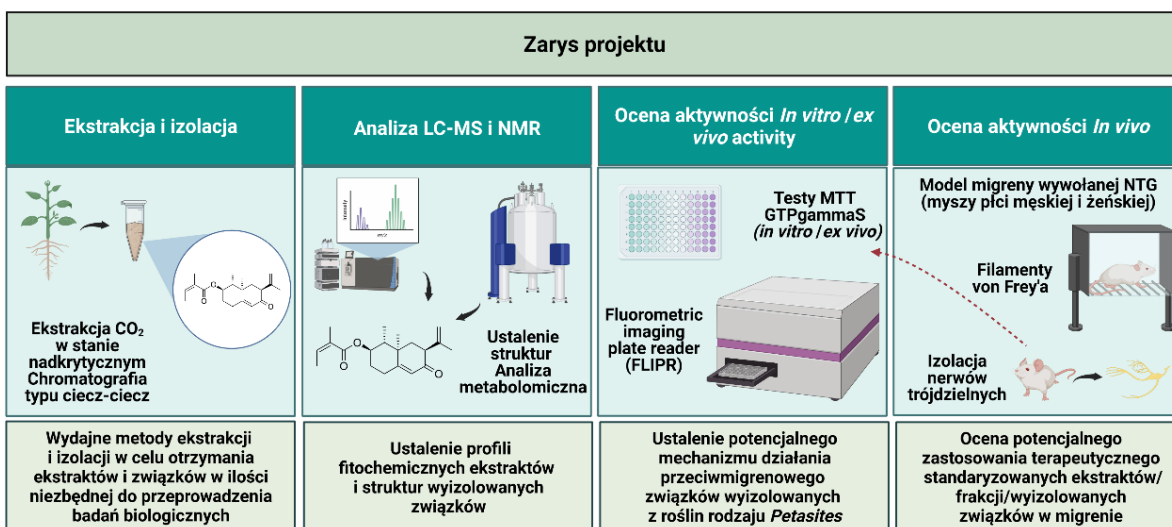 Zarys projektu
Ekstrakcja i izolacja
Ekstrakcja CO₂
w stanie
nadkrytycznym
Chromatografia
typu ciecz-ciecz
Wydajne metody ekstrakcji
i izolacji w celu otrzymania
ekstraktów i związków w ilości
niezbędnej do przeprowadzenia
badań biologicznych
Analiza LC-MS i NMR
Intensity
m/z
Ustalenie
struktur
Analiza
metabolomiczna
Ustalenie profili
fitochemicznych ekstraktów
i struktur wyizolowanych
związków
Ocena aktywności In vitro / ex
vivo activity
Testy MTT
GTPgammaS
(in vitro / ex vivo)
Fluorometric
imaging
plate reader
(FLIPR)
Ustalenie potencjalnego
mechanizmu działania
przeciwmigrenowego
związków wyizolowanych
z roślin rodzaju Petasites
Ocena aktywności In vivo
Model migreny wywołanej NTG
(myszy płci męskiej i żeńskiej)
Filamenty
von Frey'a
Izolacja
nerwów
trójdzielnych
Ocena potencjalnego
zastosowania terapeutycznego
standaryzowanych ekstraktów/
frakcji/wyizolowanych
związków w migrenie